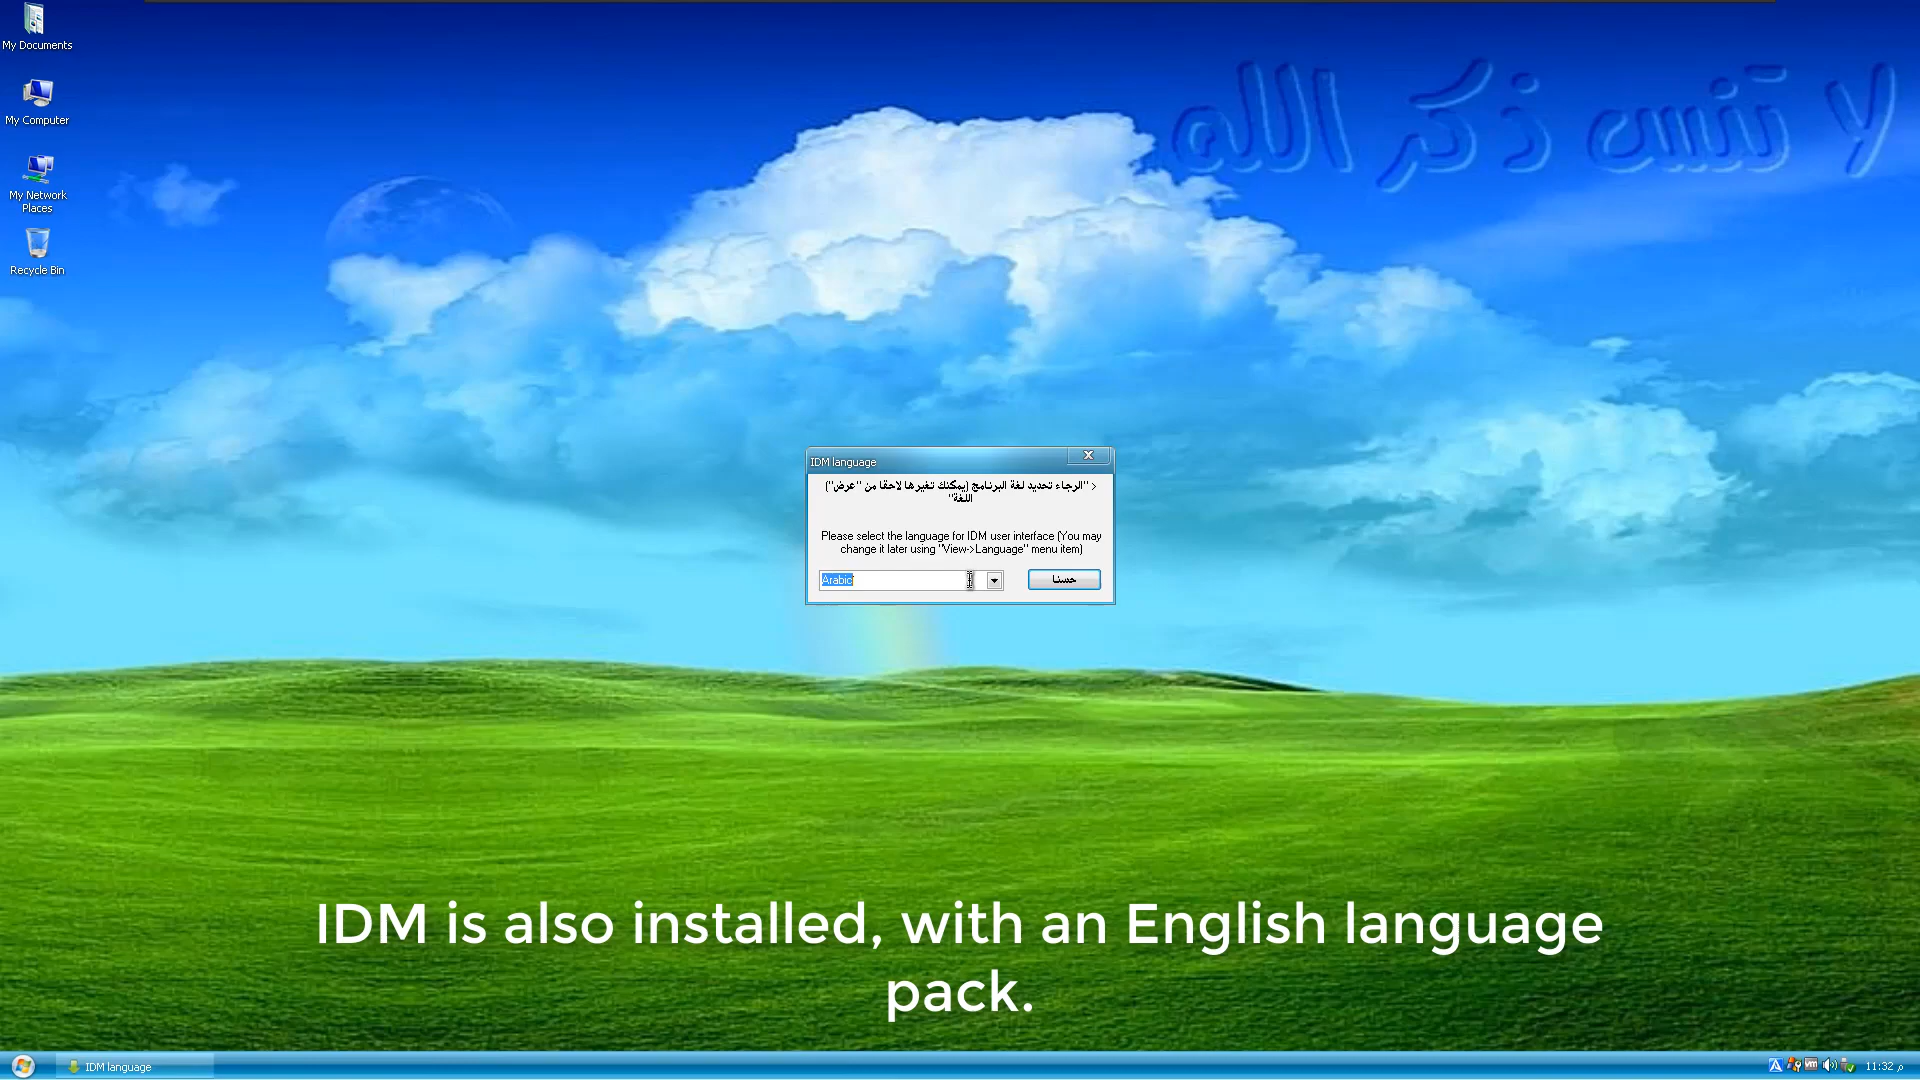 My Documents
My Computer
My Network
Places
Recycle Bin
لا تنس ذكر الله
IDM language
< "الرجاء تحديد لغة البرنامج (يمكنك تغيرها لاحقا من "عرض")
اللغة"
Please select the language for IDM user interface (You may
change it later using "View->Language" menu item)
Arabic
حسنا
IDM is also installed, with an English language
pack.
IDM language
11:32 م